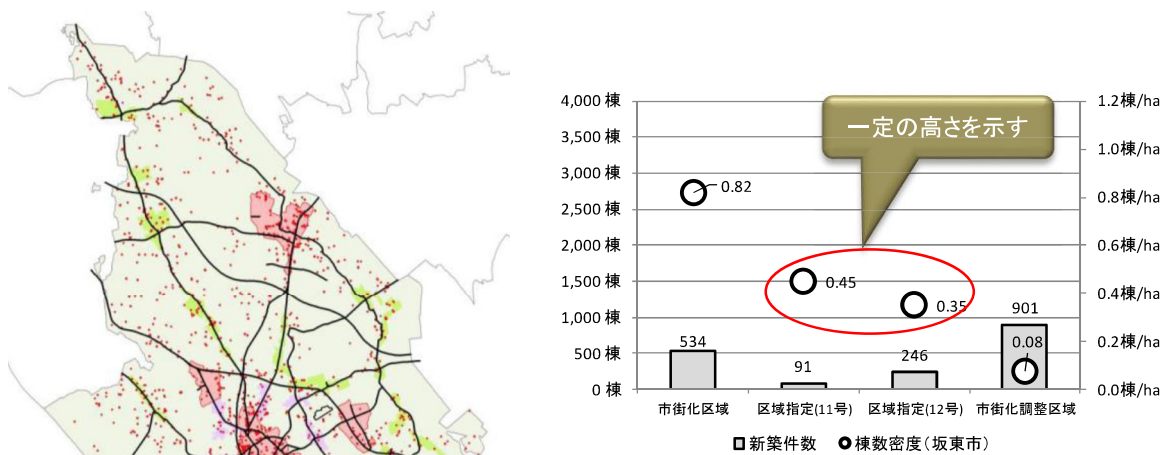 一定の高さを示す
4,000 棟
3,500 棟
3,000 棟
2,500 棟
2,000 棟
1,500 棟
1,000 棟
500 棟
0 棟
1.2棟/ha
1.0棟/ha
0.8棟/ha
0.6棟/ha
0.4棟/ha
0.2棟/ha
0.0棟/ha
0.82
0.45
0.35
0.08
534
91
246
901
市街化区域
区域指定(11号)
区域指定(12号)
市街化調整区域
新築件数
棟数密度(坂東市)